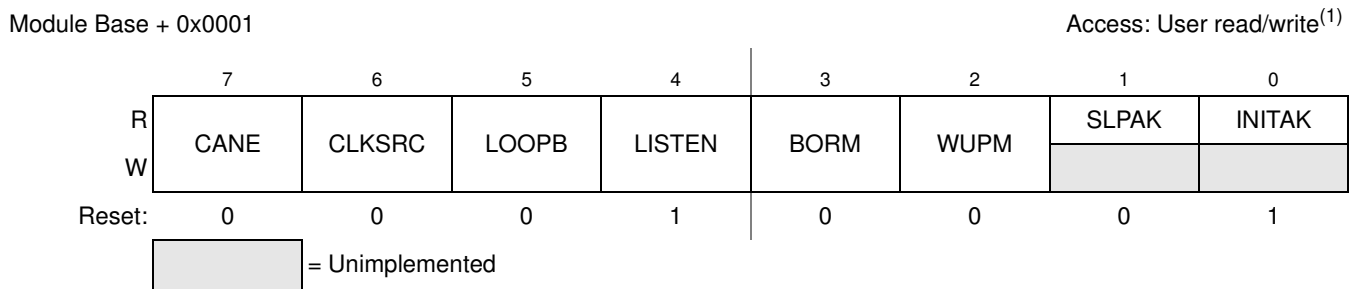 Module Base + 0x0001 Access: User read/write(1)
7 6 5 4 3 2 1 0
R CANE CLKSRC LOOPB LISTEN BORM WUPM SLPAK INITAK
W
Reset: 0 0 0 1 0 0 0 1
= Unimplemented